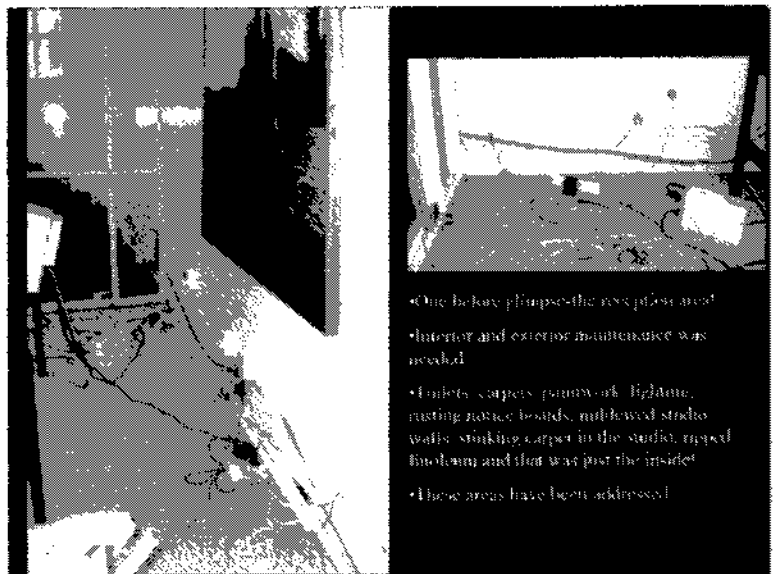 •One before glimpse-the reception area!
•Interior and exterior maintenance was
needed
•Toilets, carpets, paintwork, lighting,
rusting notice boards, mildewed studio
walls, stinking carpet in the studio, ripped
linoleum and that was just the inside!
•These areas have been addressed